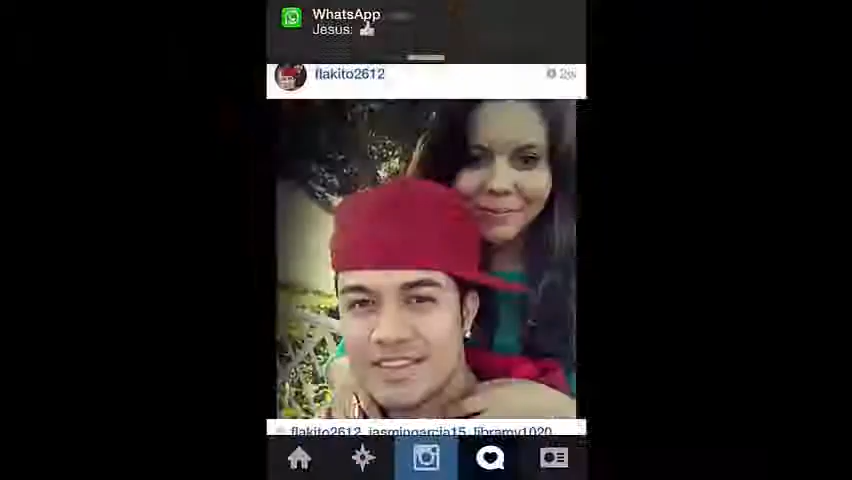 WhatsApp
Jesus: 👍
flakito2612
2w
flakito2612, jasmingarcia15, libramy1020